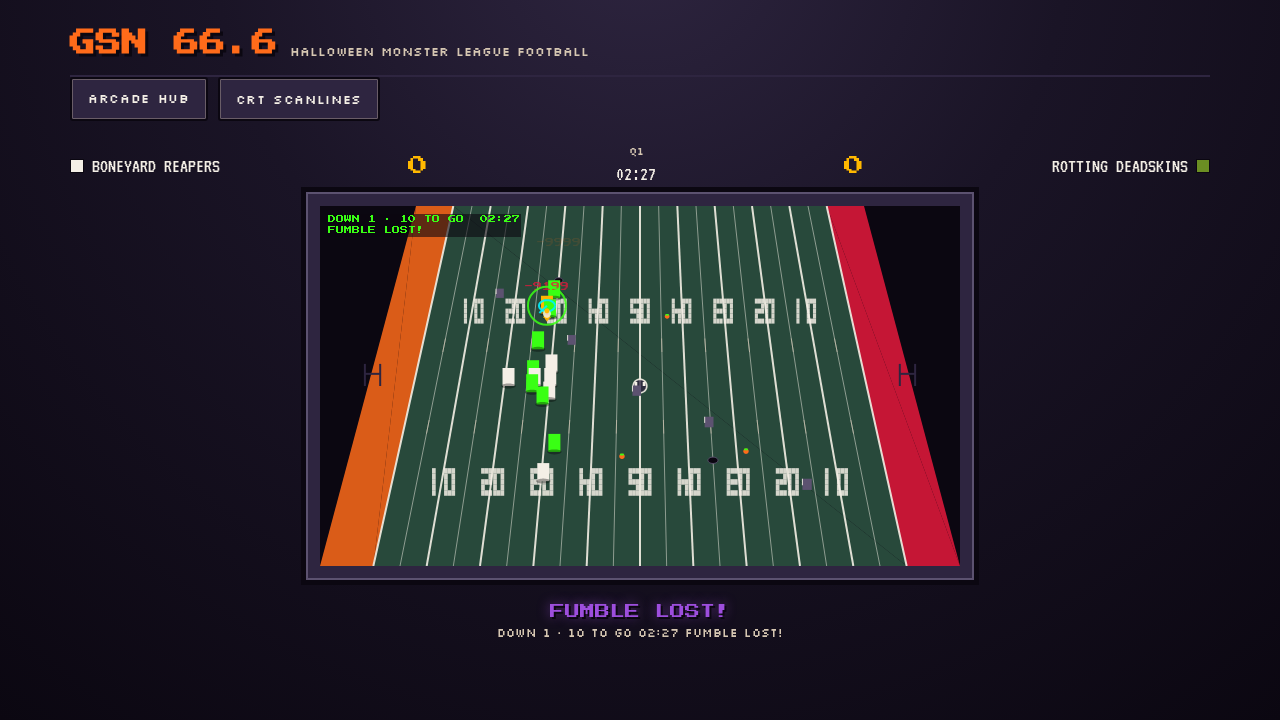 GSN 66.6 HALLOWEEN MONSTER LEAGUE FOOTBALL
ARCADE HUB CRT SCANLINES
BONEYARD REAPERS 0 Q1 0 ROTTING DEADSKINS
02:27
DOWN 1 · 10 TO GO 02:27
FUMBLE LOST!
10 20 40 50 40 30 20 10
10 20 30 40 50 40 30 20 10
FUMBLE LOST!
DOWN 1 · 10 TO GO 02:27 FUMBLE LOST!